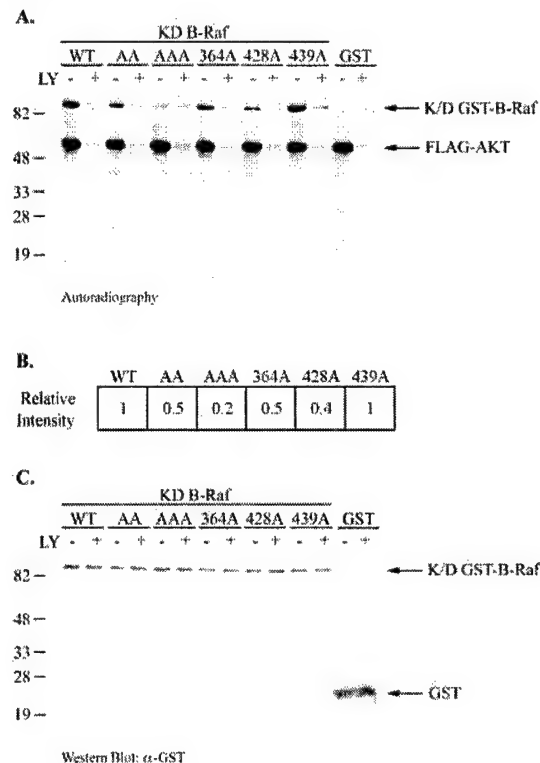 A.
KD B-Raf
WT AA AAA 364A 428A 439A GST
LY - + - + - + - + - + - + - +
82
K/D GST-B-Raf
48
FLAG-AKT
33
28
19
Autoradiography
B.
WT AA AAA 364A 428A 439A
Relative Intensity
1 0.5 0.2 0.5 0.4 1
C.
KD B-Raf
WT AA AAA 364A 428A 439A GST
LY - + - + - + - + - + - + - +
82
K/D GST-B-Raf
48
33
28
GST
19
Western Blot: α-GST